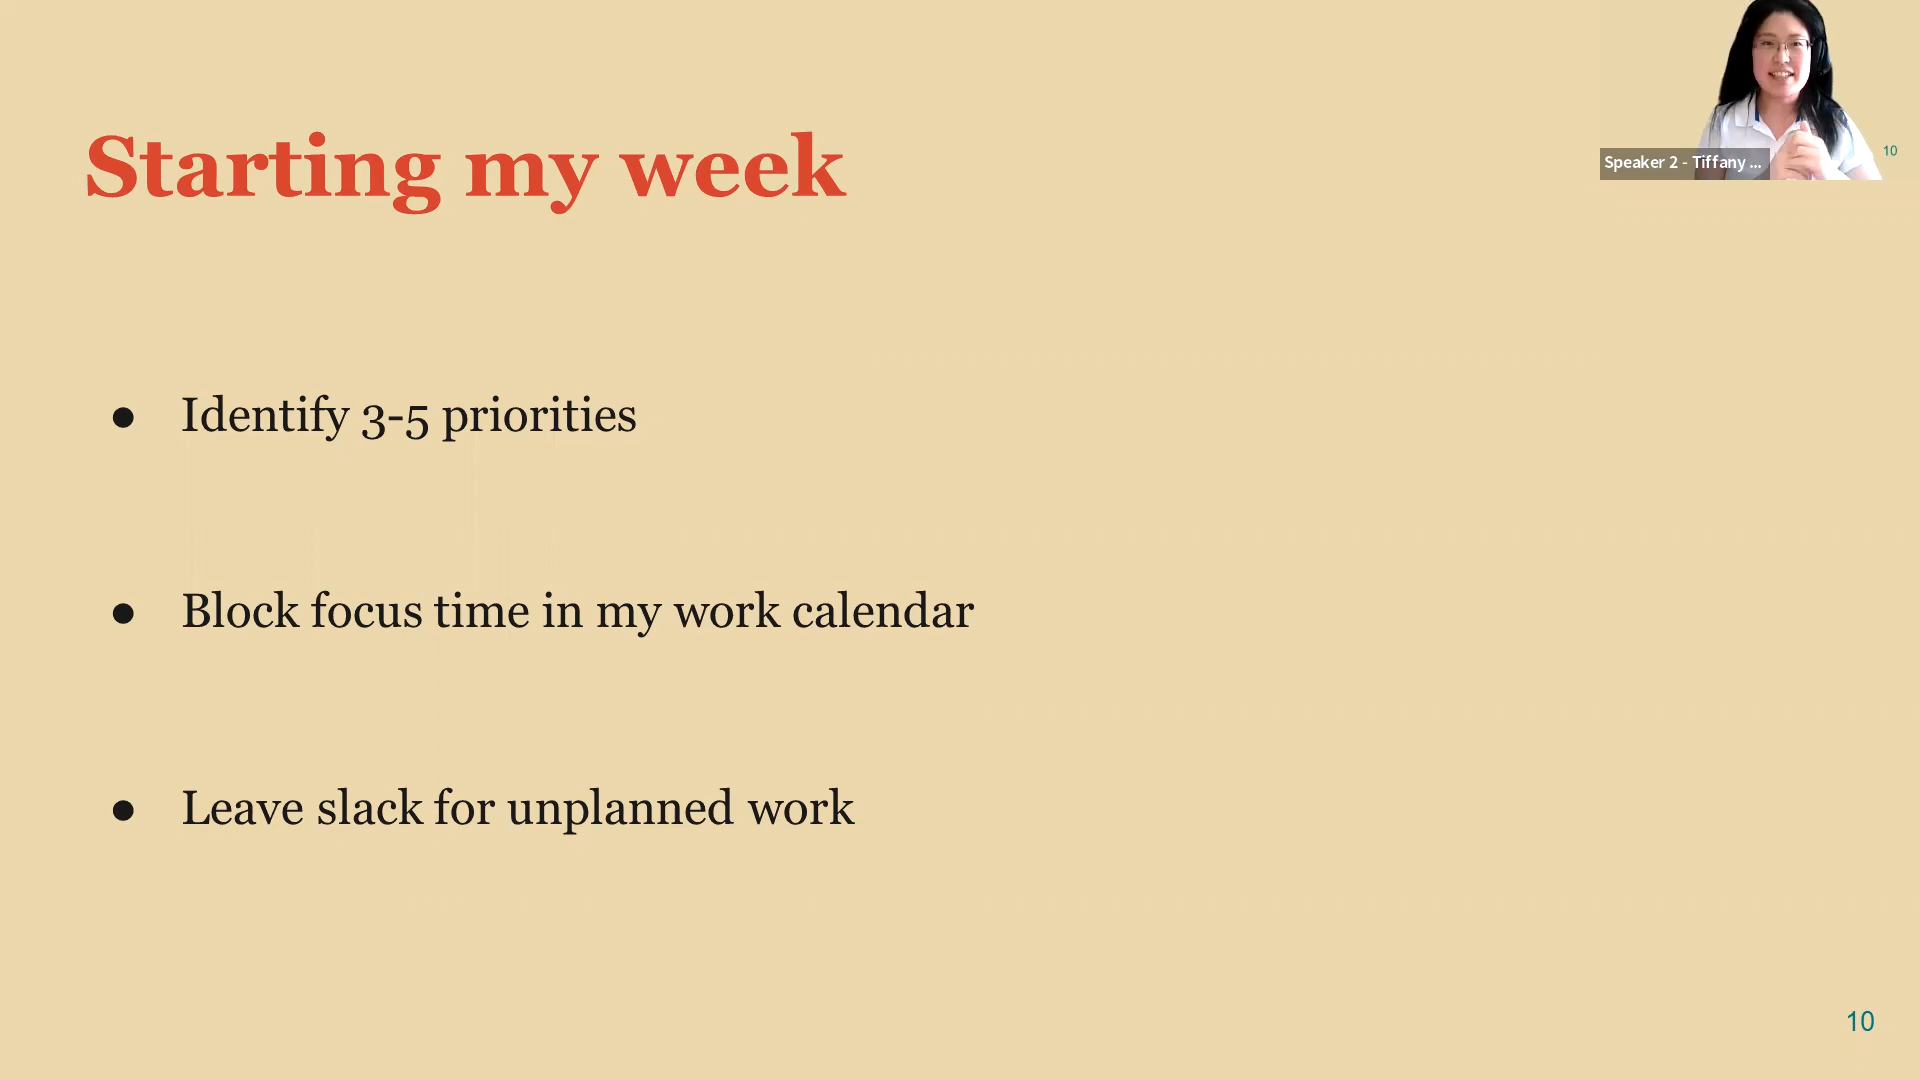 Starting my week
Speaker 2 - Tiffany ...
10
● Identify 3-5 priorities
● Block focus time in my work calendar
● Leave slack for unplanned work
10